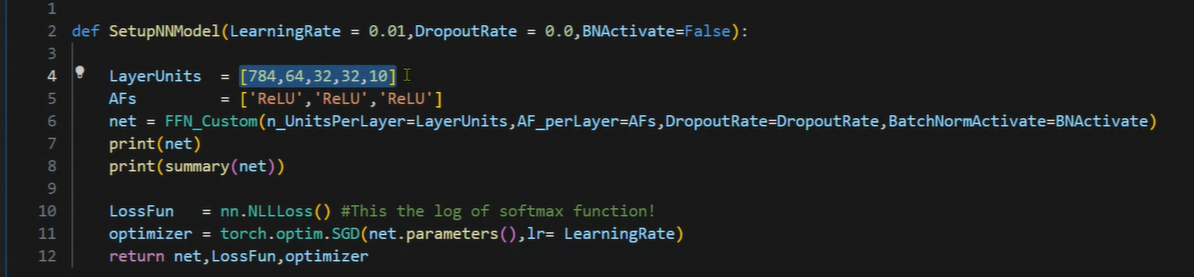 1
2 def SetupNNModel(LearningRate = 0.01,DropoutRate = 0.0,BNActivate=False):
3
4 LayerUnits = [784,64,32,32,10]
5 AFs = ['ReLU','ReLU','ReLU']
6 net = FFN_Custom(n_UnitsPerLayer=LayerUnits,AF_perLayer=AFs,DropoutRate=DropoutRate,BatchNormActivate=BNActivate)
7 print(net)
8 print(summary(net))
9
10 LossFun = nn.NLLLoss() #This the log of softmax function!
11 optimizer = torch.optim.SGD(net.parameters(),lr= LearningRate)
12 return net,LossFun,optimizer